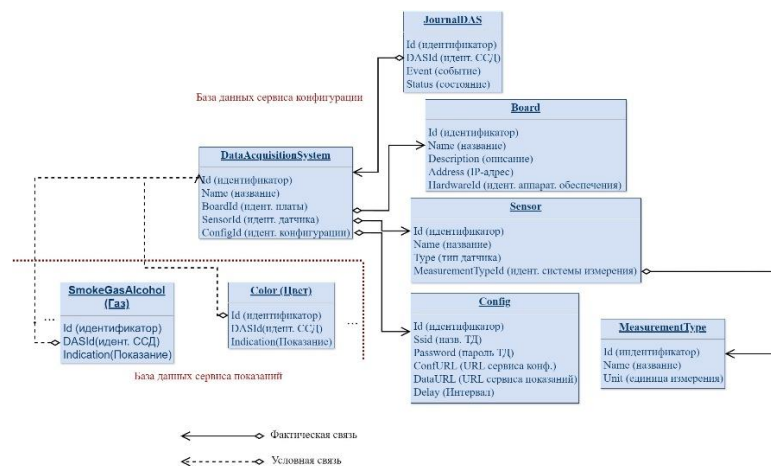 JournalDAS
Id (идентификатор)
DASId (идент. ССД)
Event (событие)
Status (состояние)
База данных сервиса конфигурации
Board
Id (идентификатор)
Name (название)
Description (описание)
Address (IP-адрес)
HardwareId (идент. аппарат. обеспечения)
DataAcquisitionSystem
Id (идентификатор)
Name (название)
BoardId (идент. платы)
SensorId (идент. датчика)
ConfigId (идент. конфигурации)
Sensor
Id (идентификатор)
Name (название)
Type (тип датчика)
MeasurementTypeId (идент. системы измерения)
SmokeGasAlcohol
(Газ)
Id (идентификатор)
DASId(идент. ССД)
Indication(Показание)
...
Color (Цвет)
Id (идентификатор)
DASId(идент. ССД)
Indication(Показание)
...
База данных сервиса показаний
Config
Id (идентификатор)
Ssid (назв. ТД)
Password (пароль ТД)
ConfURL (URL сервиса конф.)
DataURL (URL сервиса показаний)
Delay (Интервал)
MeasurementType
Id (индентификатор)
Name (название)
Unit (единица измерения)
Фактическая связь
Условная связь